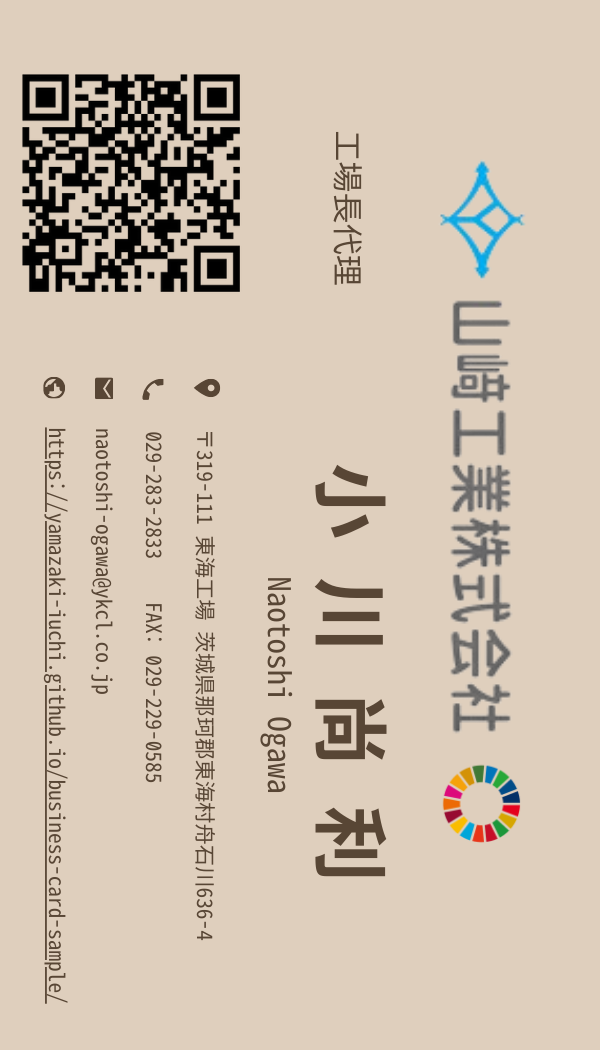 山﨑工業株式会社
工場長代理
小川 尚利
Naotoshi Ogawa
〒319-111 東海工場 茨城県那珂郡東海村舟石川636-4
029-283-2833 FAX: 029-229-0585
naotoshi-ogawa@ykcl.co.jp
https://yamazaki-iuchi.github.io/business-card-sample/